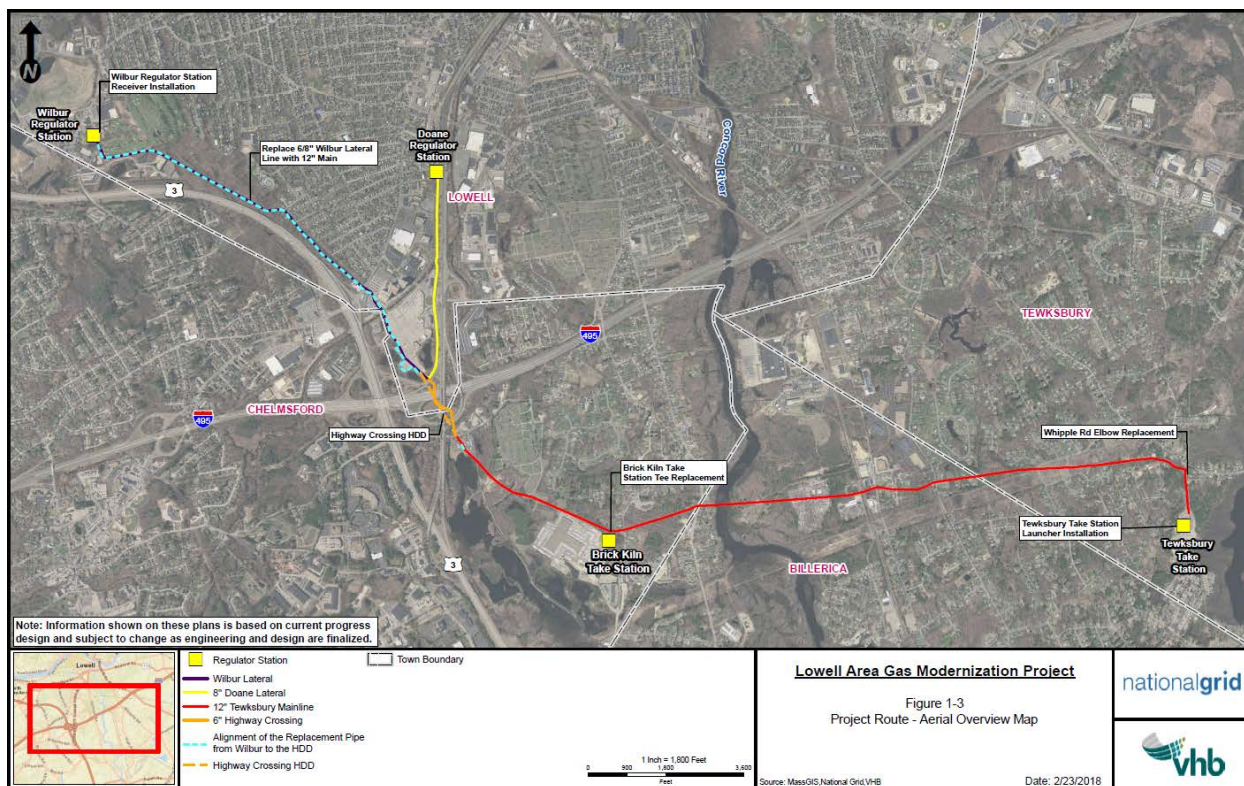 N
Wilbur Regulator Station
Receiver Installation
Wilbur
Regulator
Station
Replace 6/8" Wilbur Lateral
Line with 12" Main
Doane
Regulator
Station
LOWELL
3
Concord River
495
TEWKSBURY
CHELMSFORD
495
Highway Crossing HDD
Brick Kiln Take
Station Tee Replacement
Whipple Rd Elbow Replacement
Tewksbury Take Station
Launcher Installation
Brick Kiln
Take Station
Tewksbury
Take
Station
3
BILLERICA
Note: Information shown on these plans is based on current progress
design and subject to change as engineering and design are finalized.
Lowell
Regulator Station
Town Boundary
Wilbur Lateral
8" Doane Lateral
12" Tewksbury Mainline
6" Highway Crossing
Alignment of the Replacement Pipe
from Wilbur to the HDD
Highway Crossing HDD
1 Inch = 1,800 Feet
0 900 1,800 3,600
Feet
Lowell Area Gas Modernization Project
Figure 1-3
Project Route - Aerial Overview Map
Source: MassGIS,National Grid,VHB
Date: 2/23/2018
nationalgrid
vhb